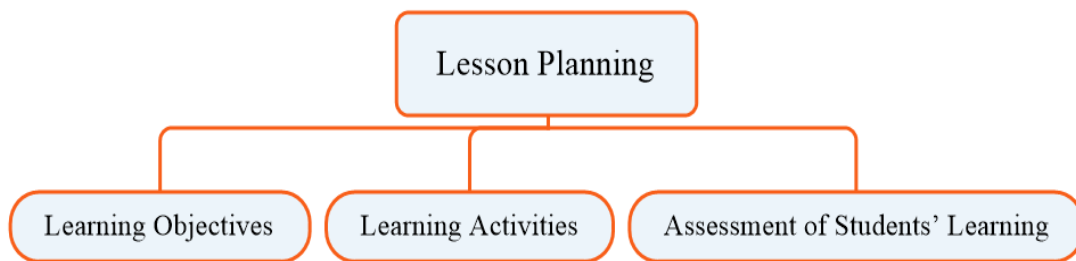 Lesson Planning
Learning Objectives
Learning Activities
Assessment of Students’ Learning